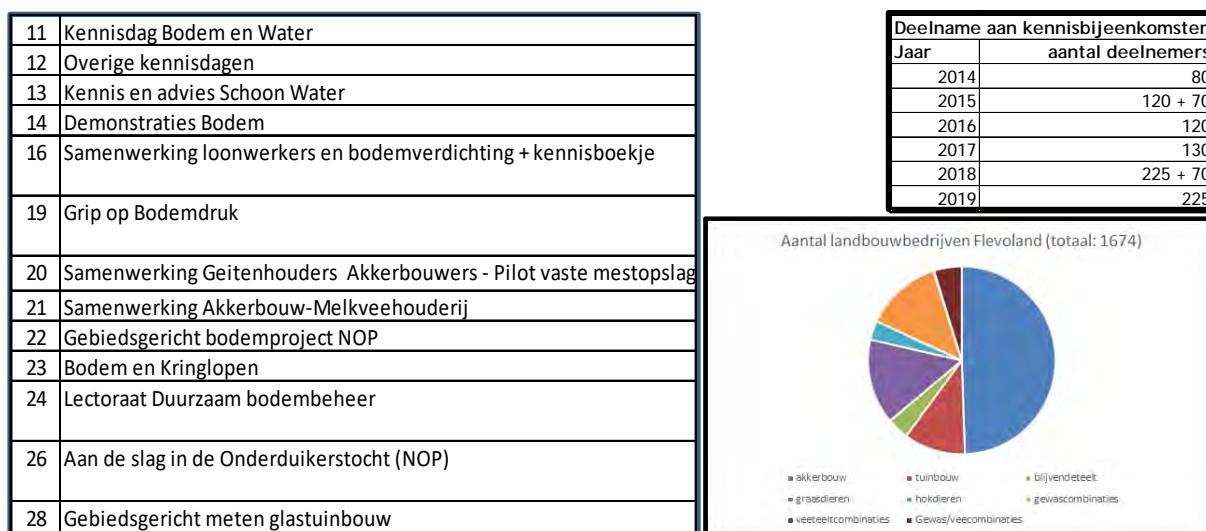 11 Kennisdag Bodem en Water
12 Overige kennisdagen
13 Kennis en advies Schoon Water
14 Demonstraties Bodem
16 Samenwerking loonwerkers en bodemverdichting + kennisboekje
19 Grip op Bodemdruk
20 Samenwerking Geitenhouders Akkerbouwers - Pilot vaste mestopslag
21 Samenwerking Akkerbouw-Melkveehouderij
22 Gebiedsgericht bodemproject NOP
23 Bodem en Kringlopen
24 Lectoraat Duurzaam bodembeheer
26 Aan de slag in de Onderduikerstocht (NOP)
28 Gebiedsgericht meten glastuinbouw
Deelname aan kennisbijeenkomsten
Jaar aantal deelnemers
2014 80
2015 120 + 70
2016 120
2017 130
2018 225 + 70
2019 225
Aantal landbouwbedrijven Flevoland (totaal: 1674)
akkerbouw tuinbouw blijvendeteelt
graasdieren hokdieren gewascombinaties
veeteeltcombinaties Gewas/veecombinaties